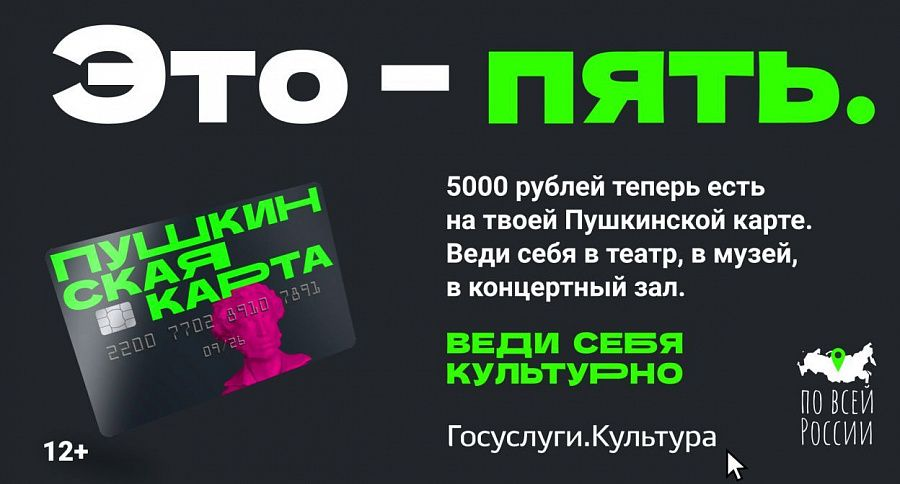 Это – пять.
5000 рублей теперь есть
на твоей Пушкинской карте.
Веди себя в театр, в музей,
в концертный зал.
ВЕДИ СЕБЯ
КУЛЬТУРНО
Госуслуги.Культура
ПУШКИН
СКАЯ
КАРТА
2200 7702 8910 7891
09/26
12+
ПО ВСЕЙ
РОССИИ